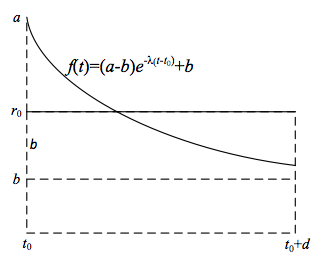 a
f(t)=(a-b)e^-λ(t-t₀)+b
r₀
b
b
t₀ t₀+d